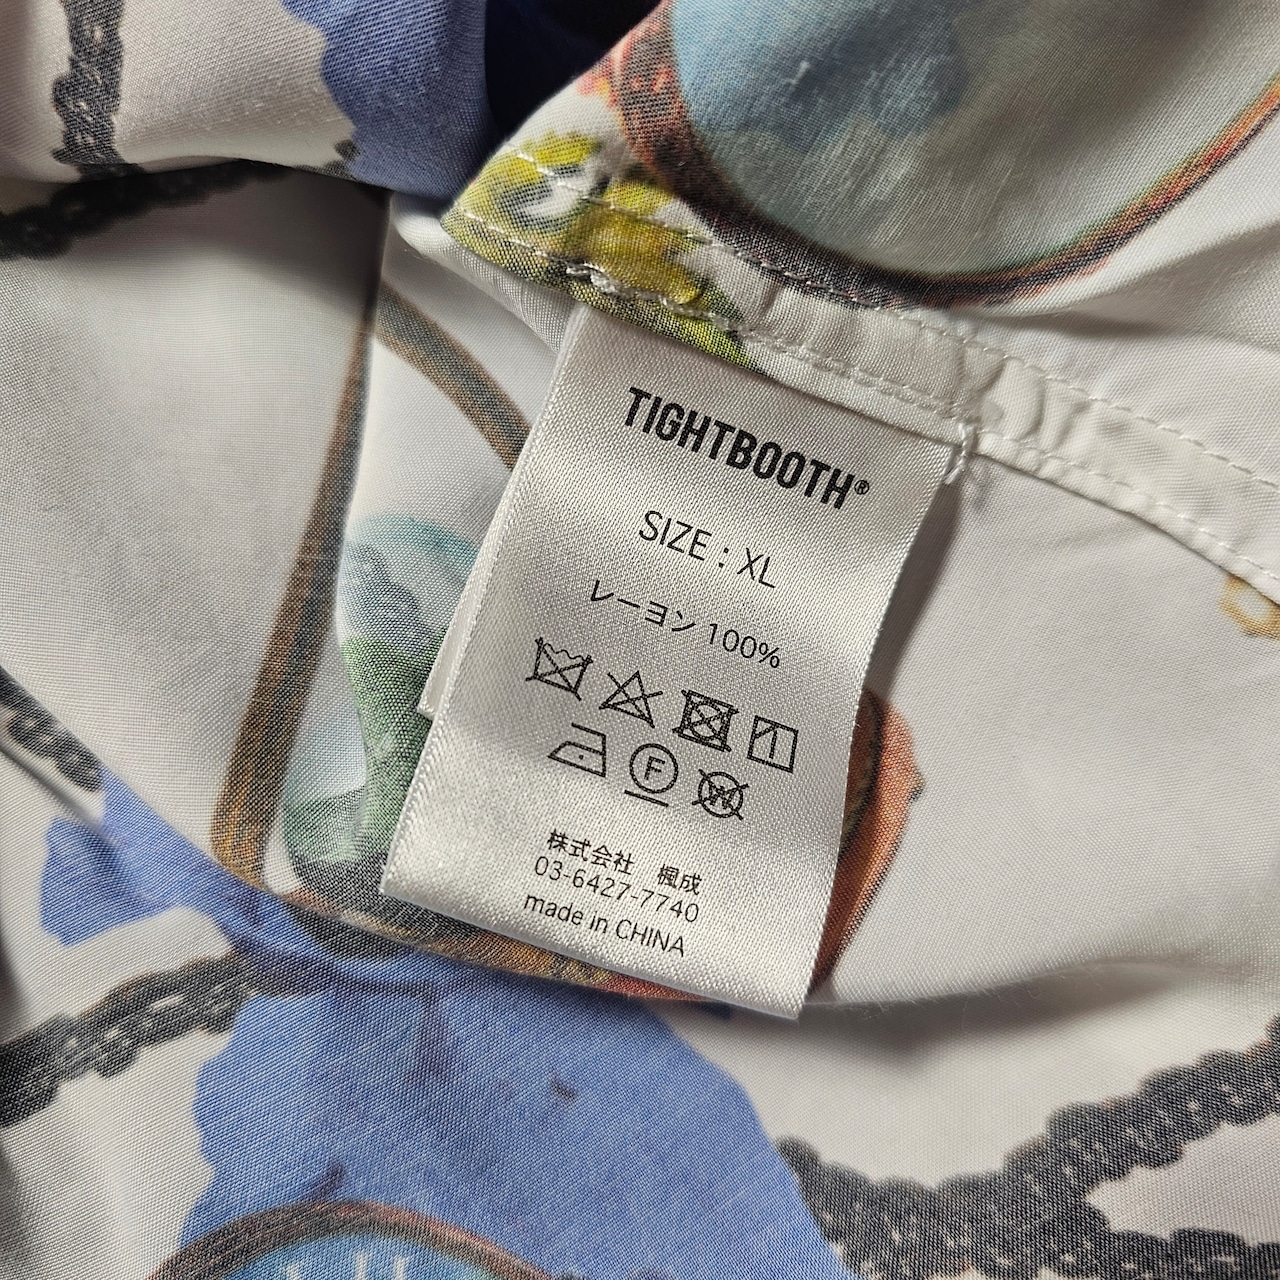 TIGHTBOOTH®
SIZE : XL
レーヨン 100%
F
W
株式会社 楓成
03-6427-7740
made in CHINA